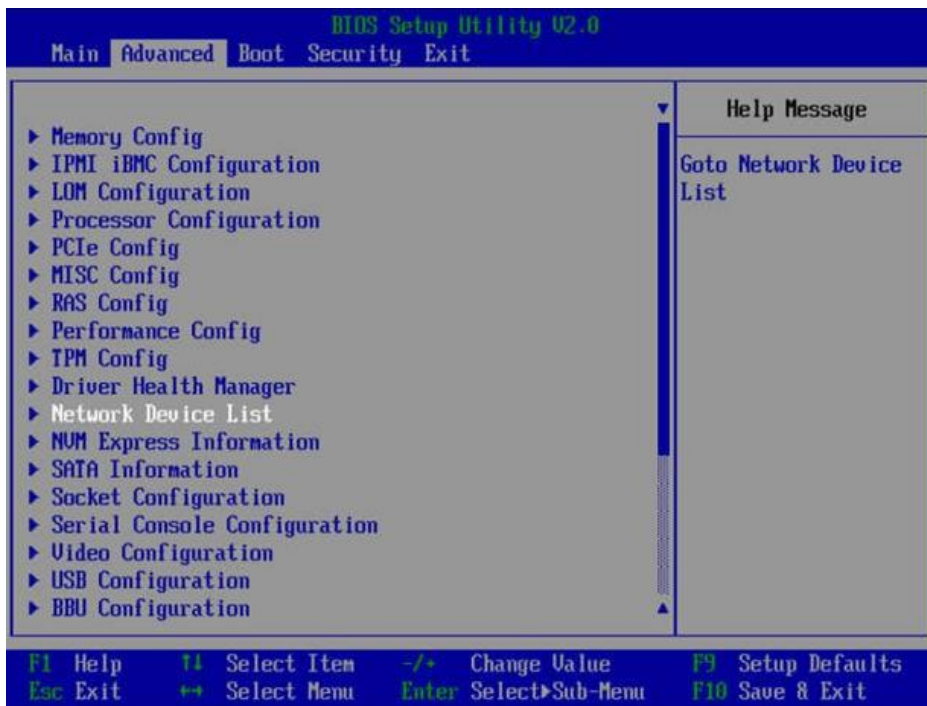 BIOS Setup Utility V2.0
Main Advanced Boot Security Exit
Help Message
Goto Network Device
List
▶ Memory Config
▶ IPMI iBMC Configuration
▶ LOM Configuration
▶ Processor Configuration
▶ PCIe Config
▶ MISC Config
▶ RAS Config
▶ Performance Config
▶ TPM Config
▶ Driver Health Manager
▶ Network Device List
▶ NVM Express Information
▶ SATA Information
▶ Socket Configuration
▶ Serial Console Configuration
▶ Video Configuration
▶ USB Configuration
▶ BBU Configuration
F1 Help ↑↓ Select Item -/+ Change Value F9 Setup Defaults
Esc Exit ←→ Select Menu Enter Select▶Sub-Menu F10 Save & Exit